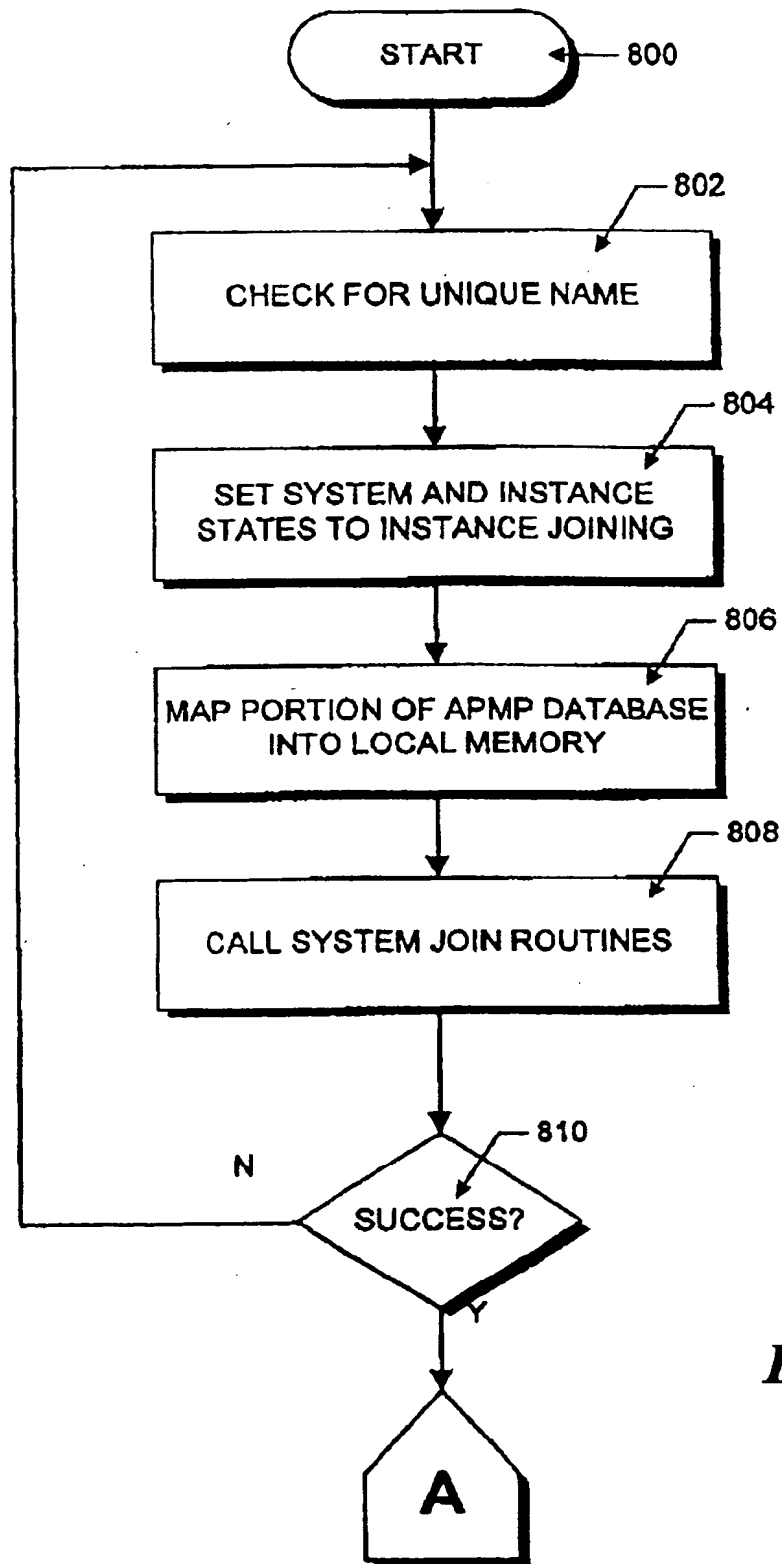 START
800
802
CHECK FOR UNIQUE NAME
804
SET SYSTEM AND INSTANCE
STATES TO INSTANCE JOINING
806
MAP PORTION OF APMP DATABASE
INTO LOCAL MEMORY
808
CALL SYSTEM JOIN ROUTINES
810
N
SUCCESS?
Y
A